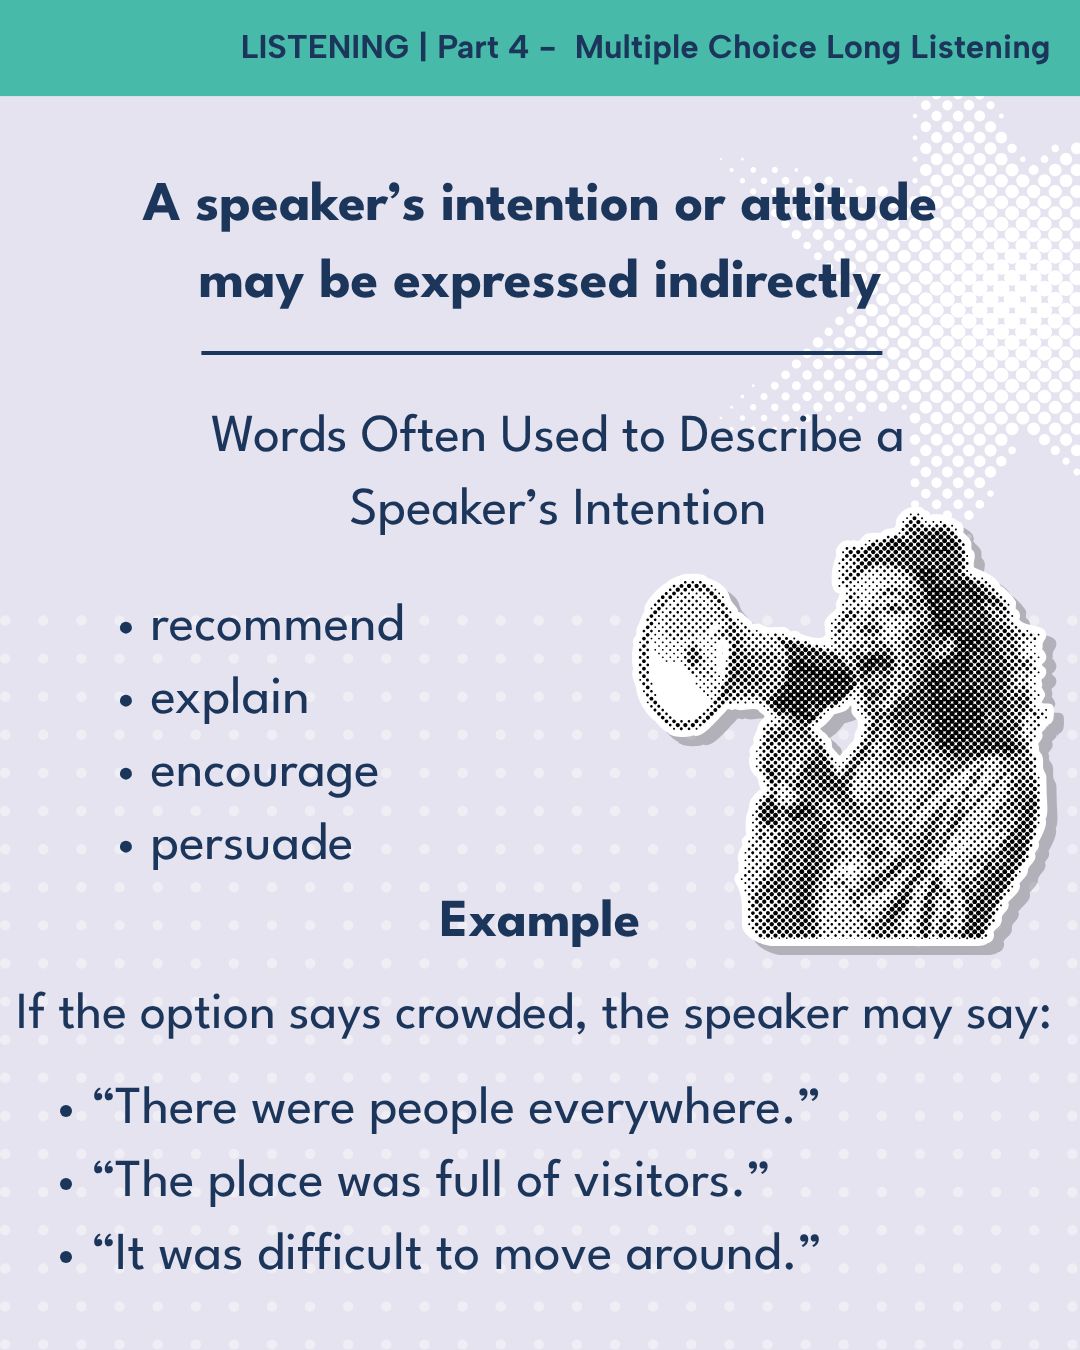 LISTENING | Part 4 – Multiple Choice Long Listening
A speaker’s intention or attitude
may be expressed indirectly
Words Often Used to Describe a
Speaker’s Intention
• recommend
• explain
• encourage
• persuade
Example
If the option says crowded, the speaker may say:
• “There were people everywhere.”
• “The place was full of visitors.”
• “It was difficult to move around.”